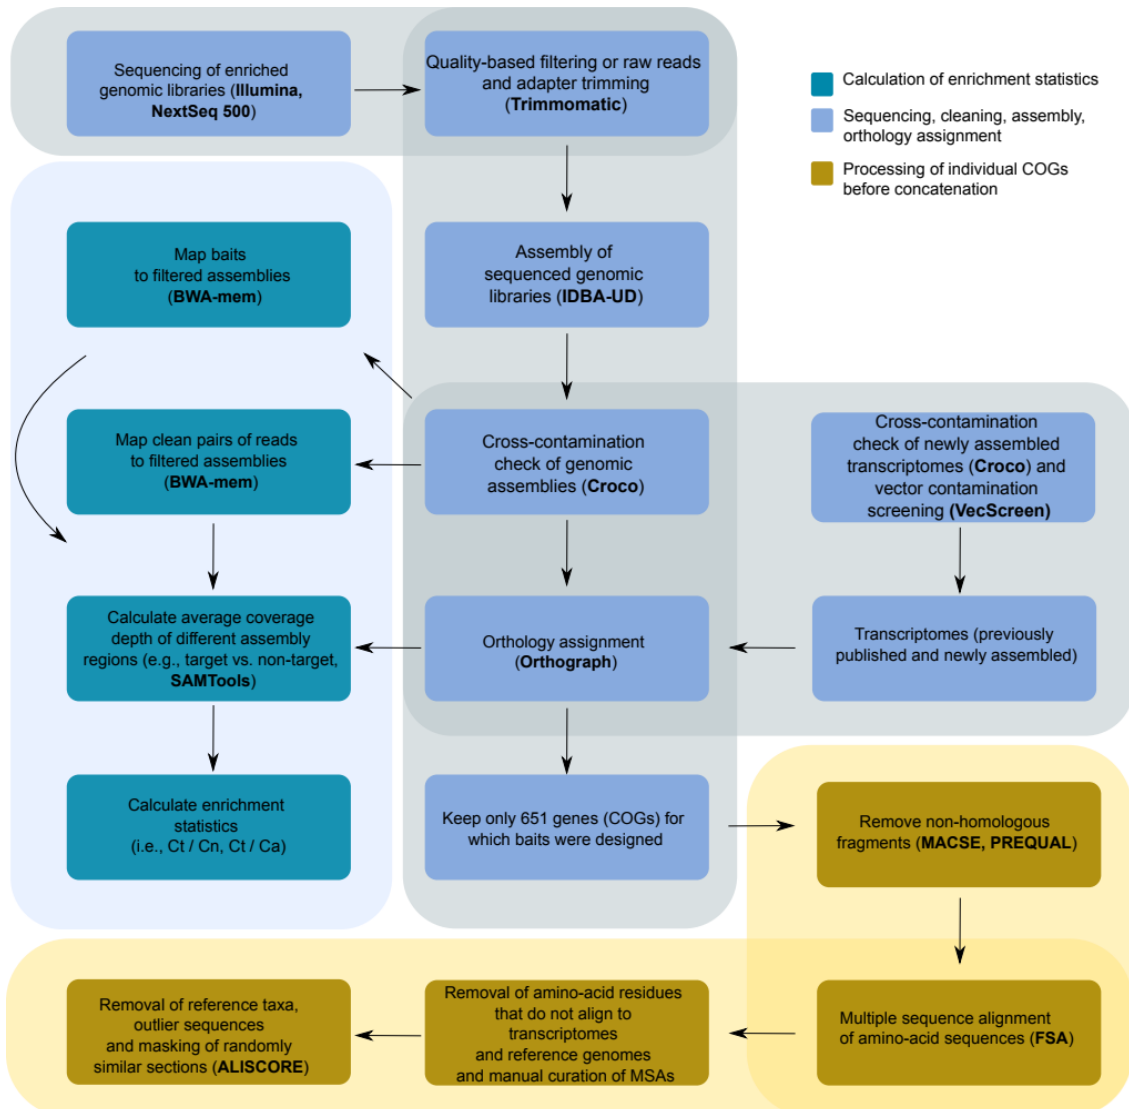 Sequencing of enriched
genomic libraries (Illumina,
NextSeq 500)
Quality-based filtering or raw reads
and adapter trimming
(Trimmomatic)
Calculation of enrichment statistics
Sequencing, cleaning, assembly,
orthology assignment
Processing of individual COGs
before concatenation
Map baits
to filtered assemblies
(BWA-mem)
Assembly of
sequenced genomic
libraries (IDBA-UD)
Map clean pairs of reads
to filtered assemblies
(BWA-mem)
Cross-contamination
check of genomic
assemblies (Croco)
Cross-contamination
check of newly assembled
transcriptomes (Croco) and
vector contamination
screening (VecScreen)
Calculate average coverage
depth of different assembly
regions (e.g., target vs. non-target,
SAMTools)
Orthology assignment
(Orthograph)
Transcriptomes (previously
published and newly assembled)
Calculate enrichment
statistics
(i.e., Ct / Cn, Ct / Ca)
Keep only 651 genes (COGs) for
which baits were designed
Remove non-homologous
fragments (MACSE, PREQUAL)
Removal of reference taxa,
outlier sequences
and masking of randomly
similar sections (ALISCORE)
Removal of amino-acid residues
that do not align to
transcriptomes
and reference genomes
and manual curation of MSAs
Multiple sequence alignment
of amino-acid sequences (FSA)